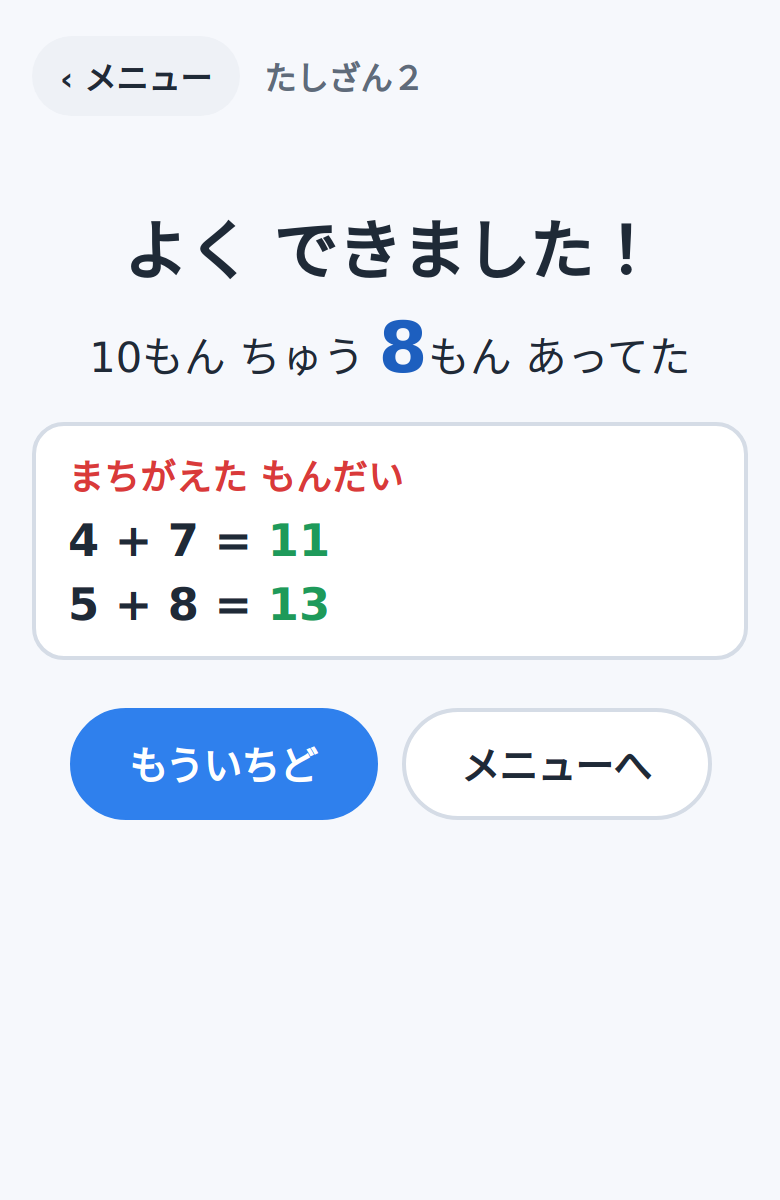 ‹ メニュー たしざん２
よく できました！
10もん ちゅう 8もん あってた
まちがえた もんだい
4 + 7 = 11
5 + 8 = 13
もういちど
メニューへ